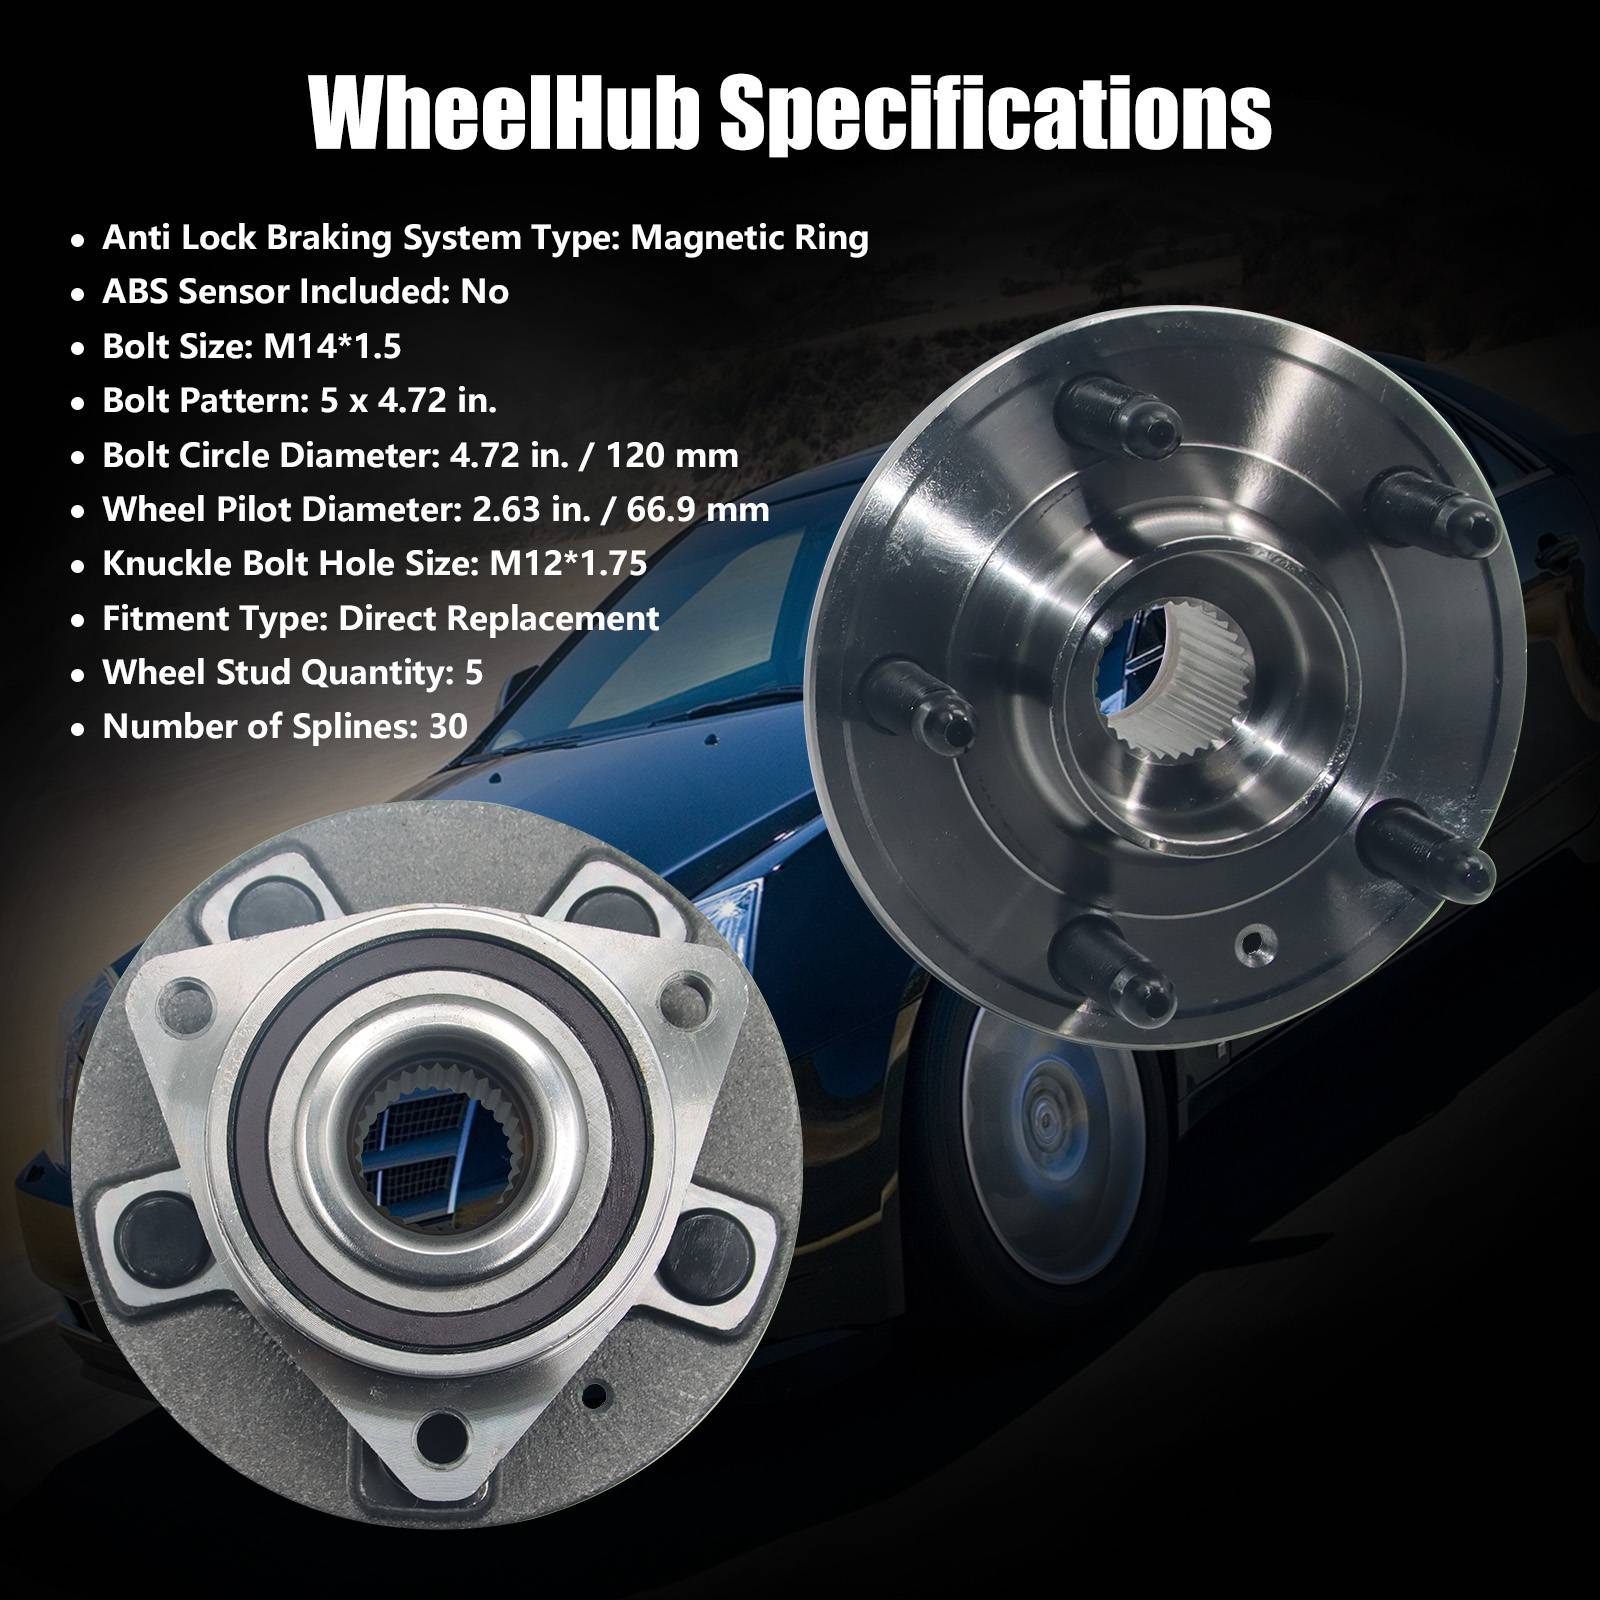 WheelHub Specifications
• Anti Lock Braking System Type: Magnetic Ring
• ABS Sensor Included: No
• Bolt Size: M14*1.5
• Bolt Pattern: 5 x 4.72 in.
• Bolt Circle Diameter: 4.72 in. / 120 mm
• Wheel Pilot Diameter: 2.63 in. / 66.9 mm
• Knuckle Bolt Hole Size: M12*1.75
• Fitment Type: Direct Replacement
• Wheel Stud Quantity: 5
• Number of Splines: 30